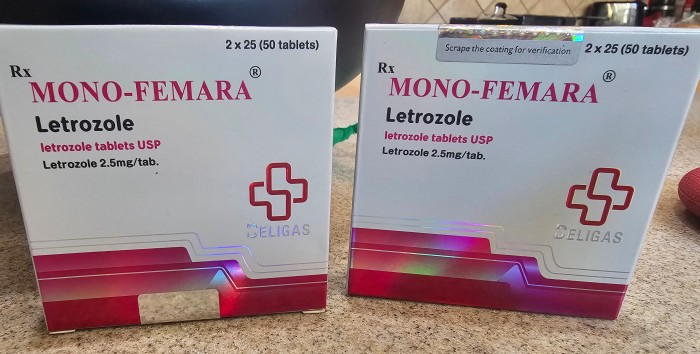 2 x 25 (50 tablets)
Rx
MONO-FEMARA®
Letrozole
letrozole tablets USP
Letrozole 2.5mg/tab.
BELIGAS
Scrape the coating for verification
2 x 25 (50 tablets)
Rx
MONO-FEMARA®
Letrozole
letrozole tablets USP
Letrozole 2.5mg/tab.
BELIGAS